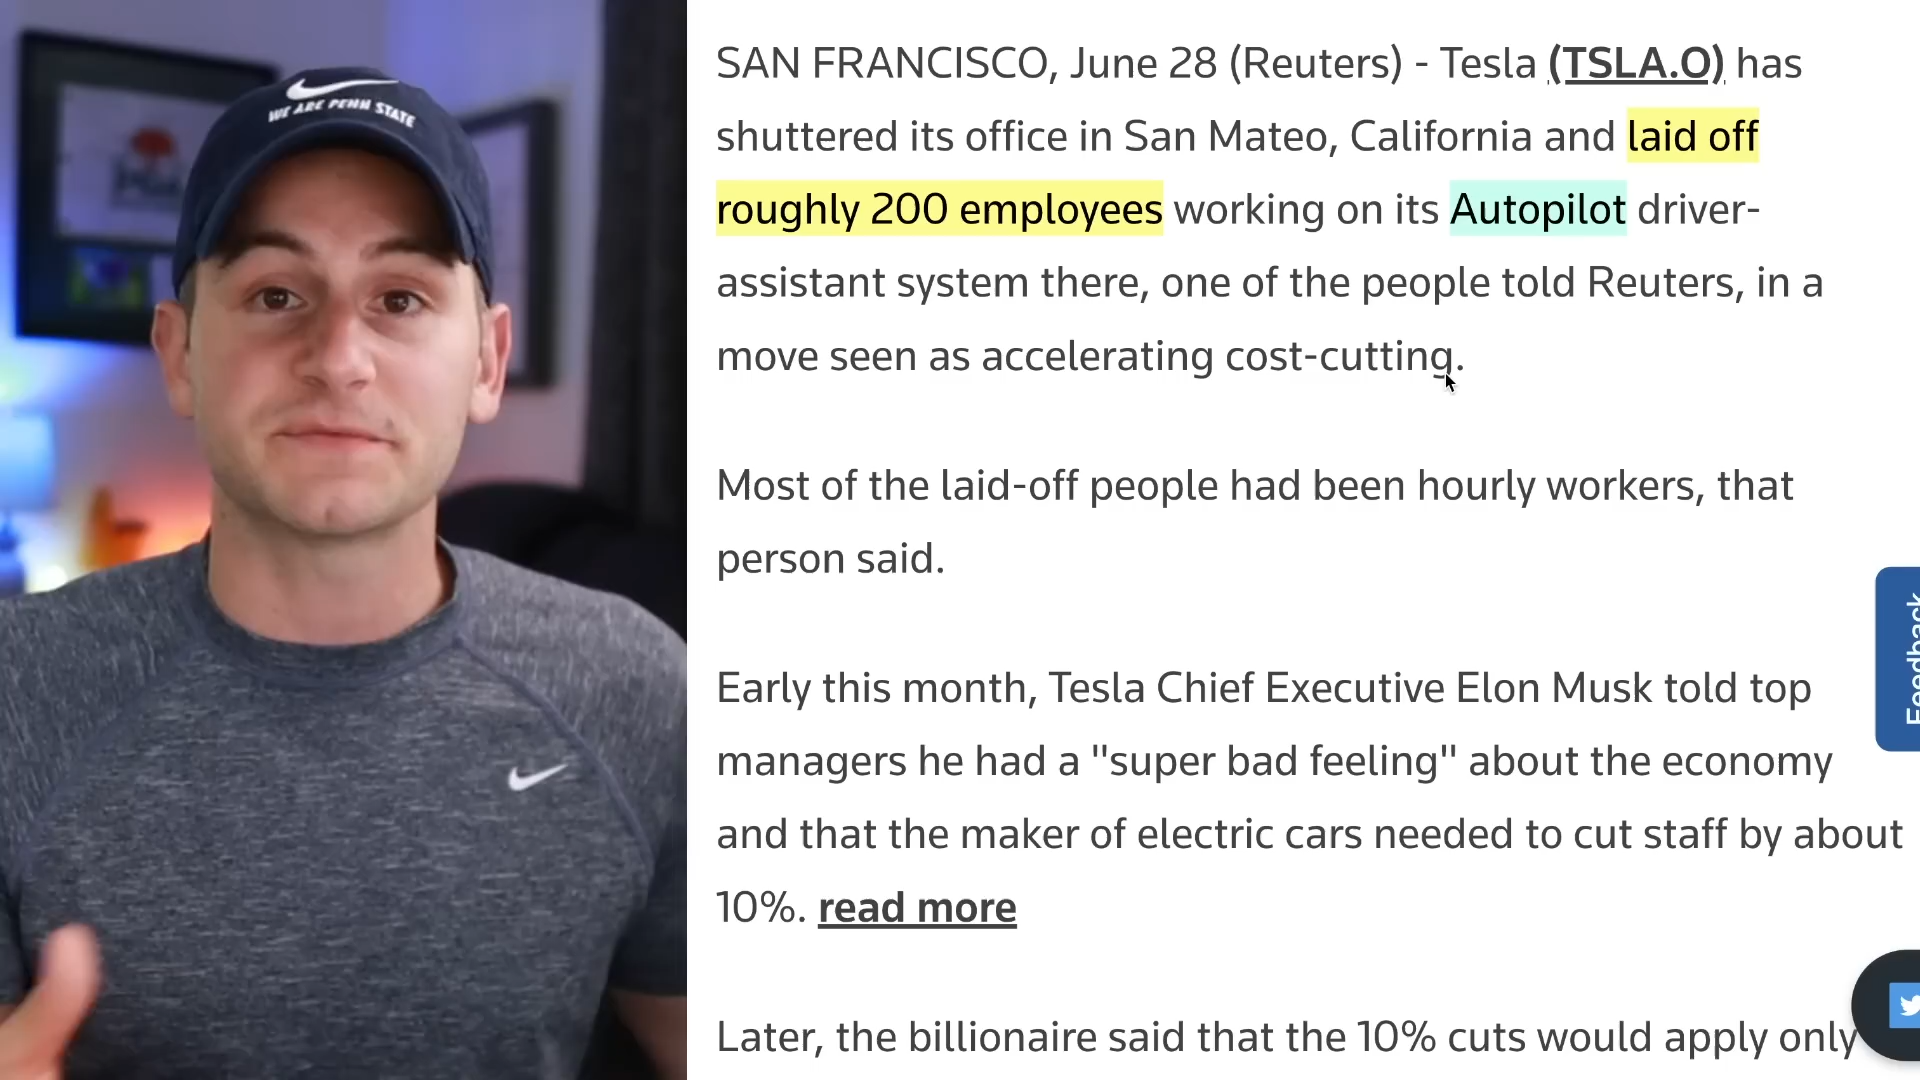 WE ARE PENN STATE
SAN FRANCISCO, June 28 (Reuters) - Tesla (TSLA.O) has
shuttered its office in San Mateo, California and laid off
roughly 200 employees working on its Autopilot driver-
assistant system there, one of the people told Reuters, in a
move seen as accelerating cost-cutting.
Most of the laid-off people had been hourly workers, that
person said.
Early this month, Tesla Chief Executive Elon Musk told top
managers he had a "super bad feeling" about the economy
and that the maker of electric cars needed to cut staff by about
10%. read more
Later, the billionaire said that the 10% cuts would apply only
Feedback